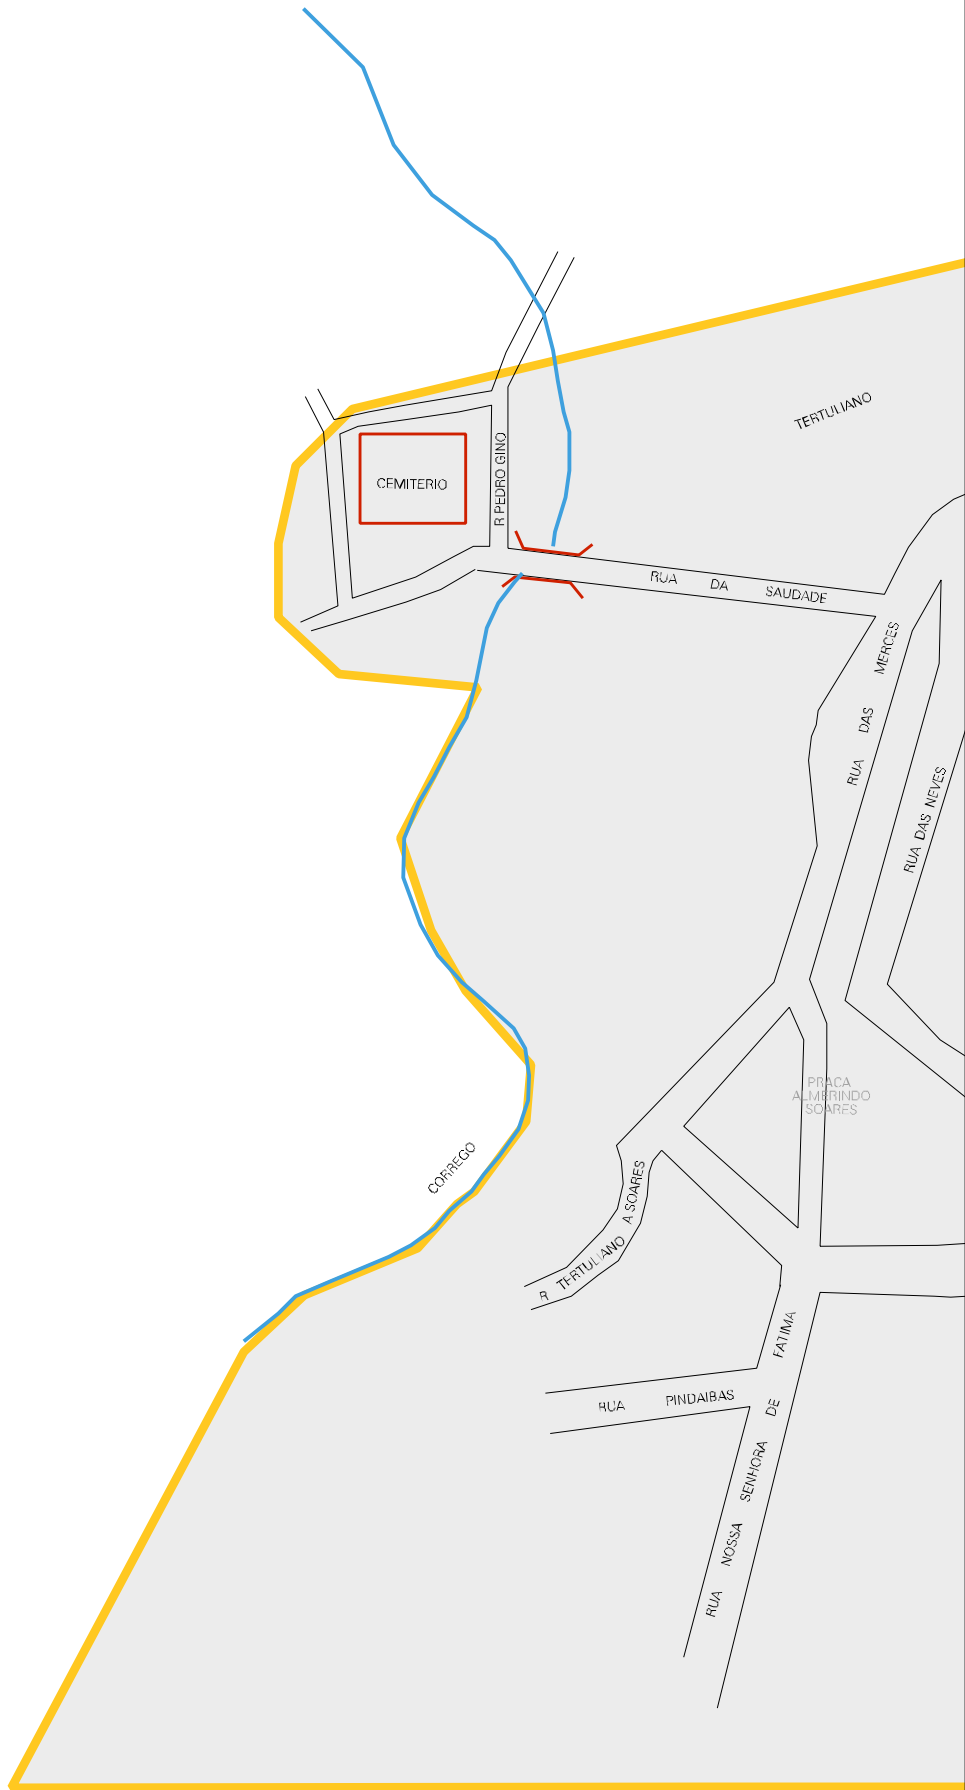 TERTULIANO
CEMITERIO
R PEDRO GINO
RUA DA SAUDADE
RUA DAS MERCES
RUA DAS NEVES
PRACA
ALMERINDO
SOARES
CORREGO
R TERTULIANO A SOARES
RUA PINDAIBAS
RUA NOSSA SENHORA DE FATIMA